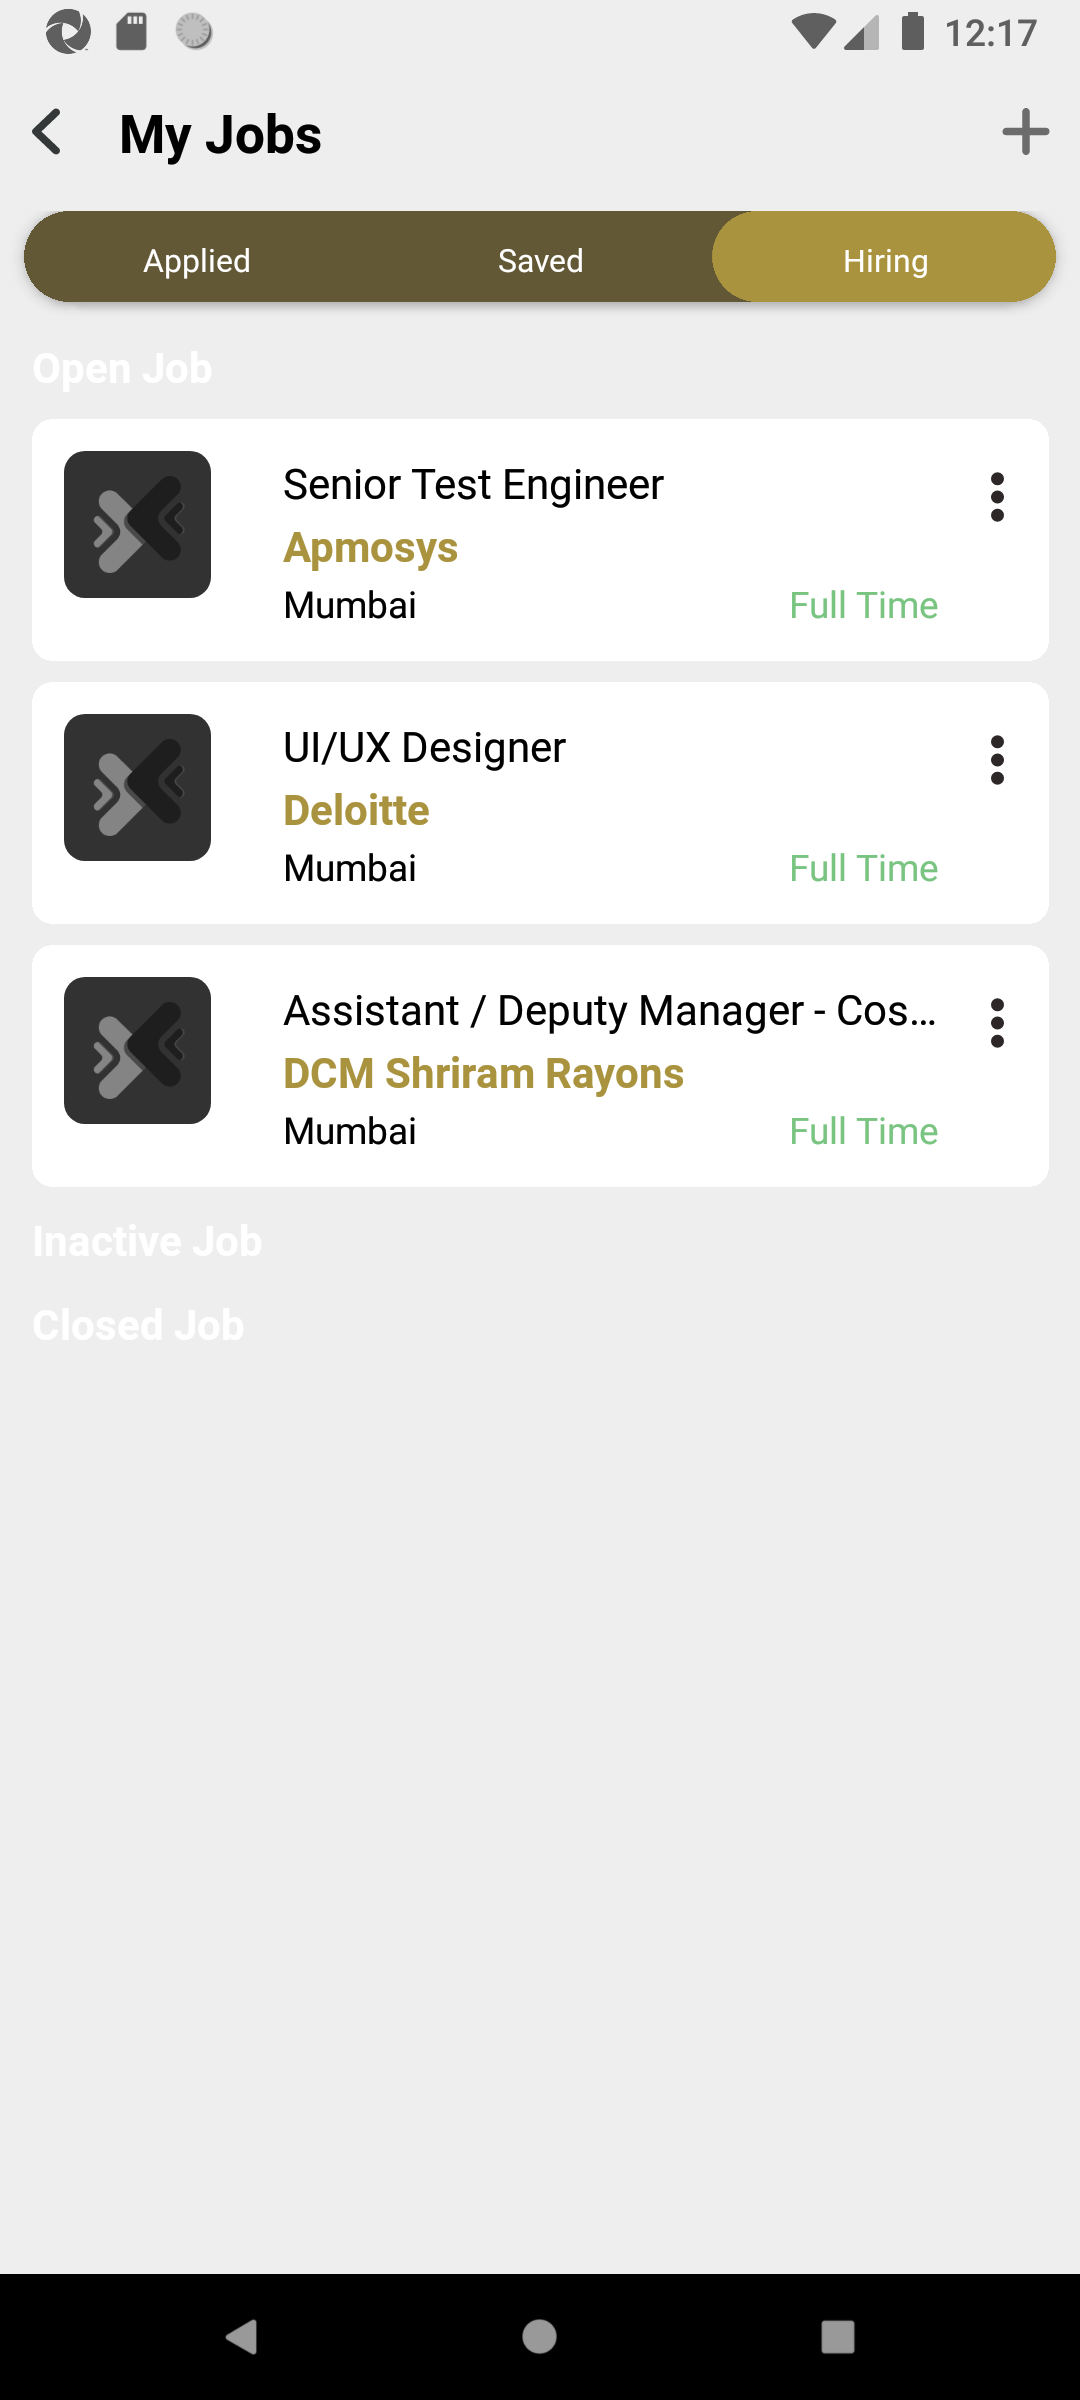 12:17
My Jobs
Applied
Saved
Hiring
Open Job
Senior Test Engineer
Apmosys
Mumbai
Full Time
UI/UX Designer
Deloitte
Mumbai
Full Time
Assistant / Deputy Manager - Cos...
DCM Shriram Rayons
Mumbai
Full Time
Inactive Job
Closed Job